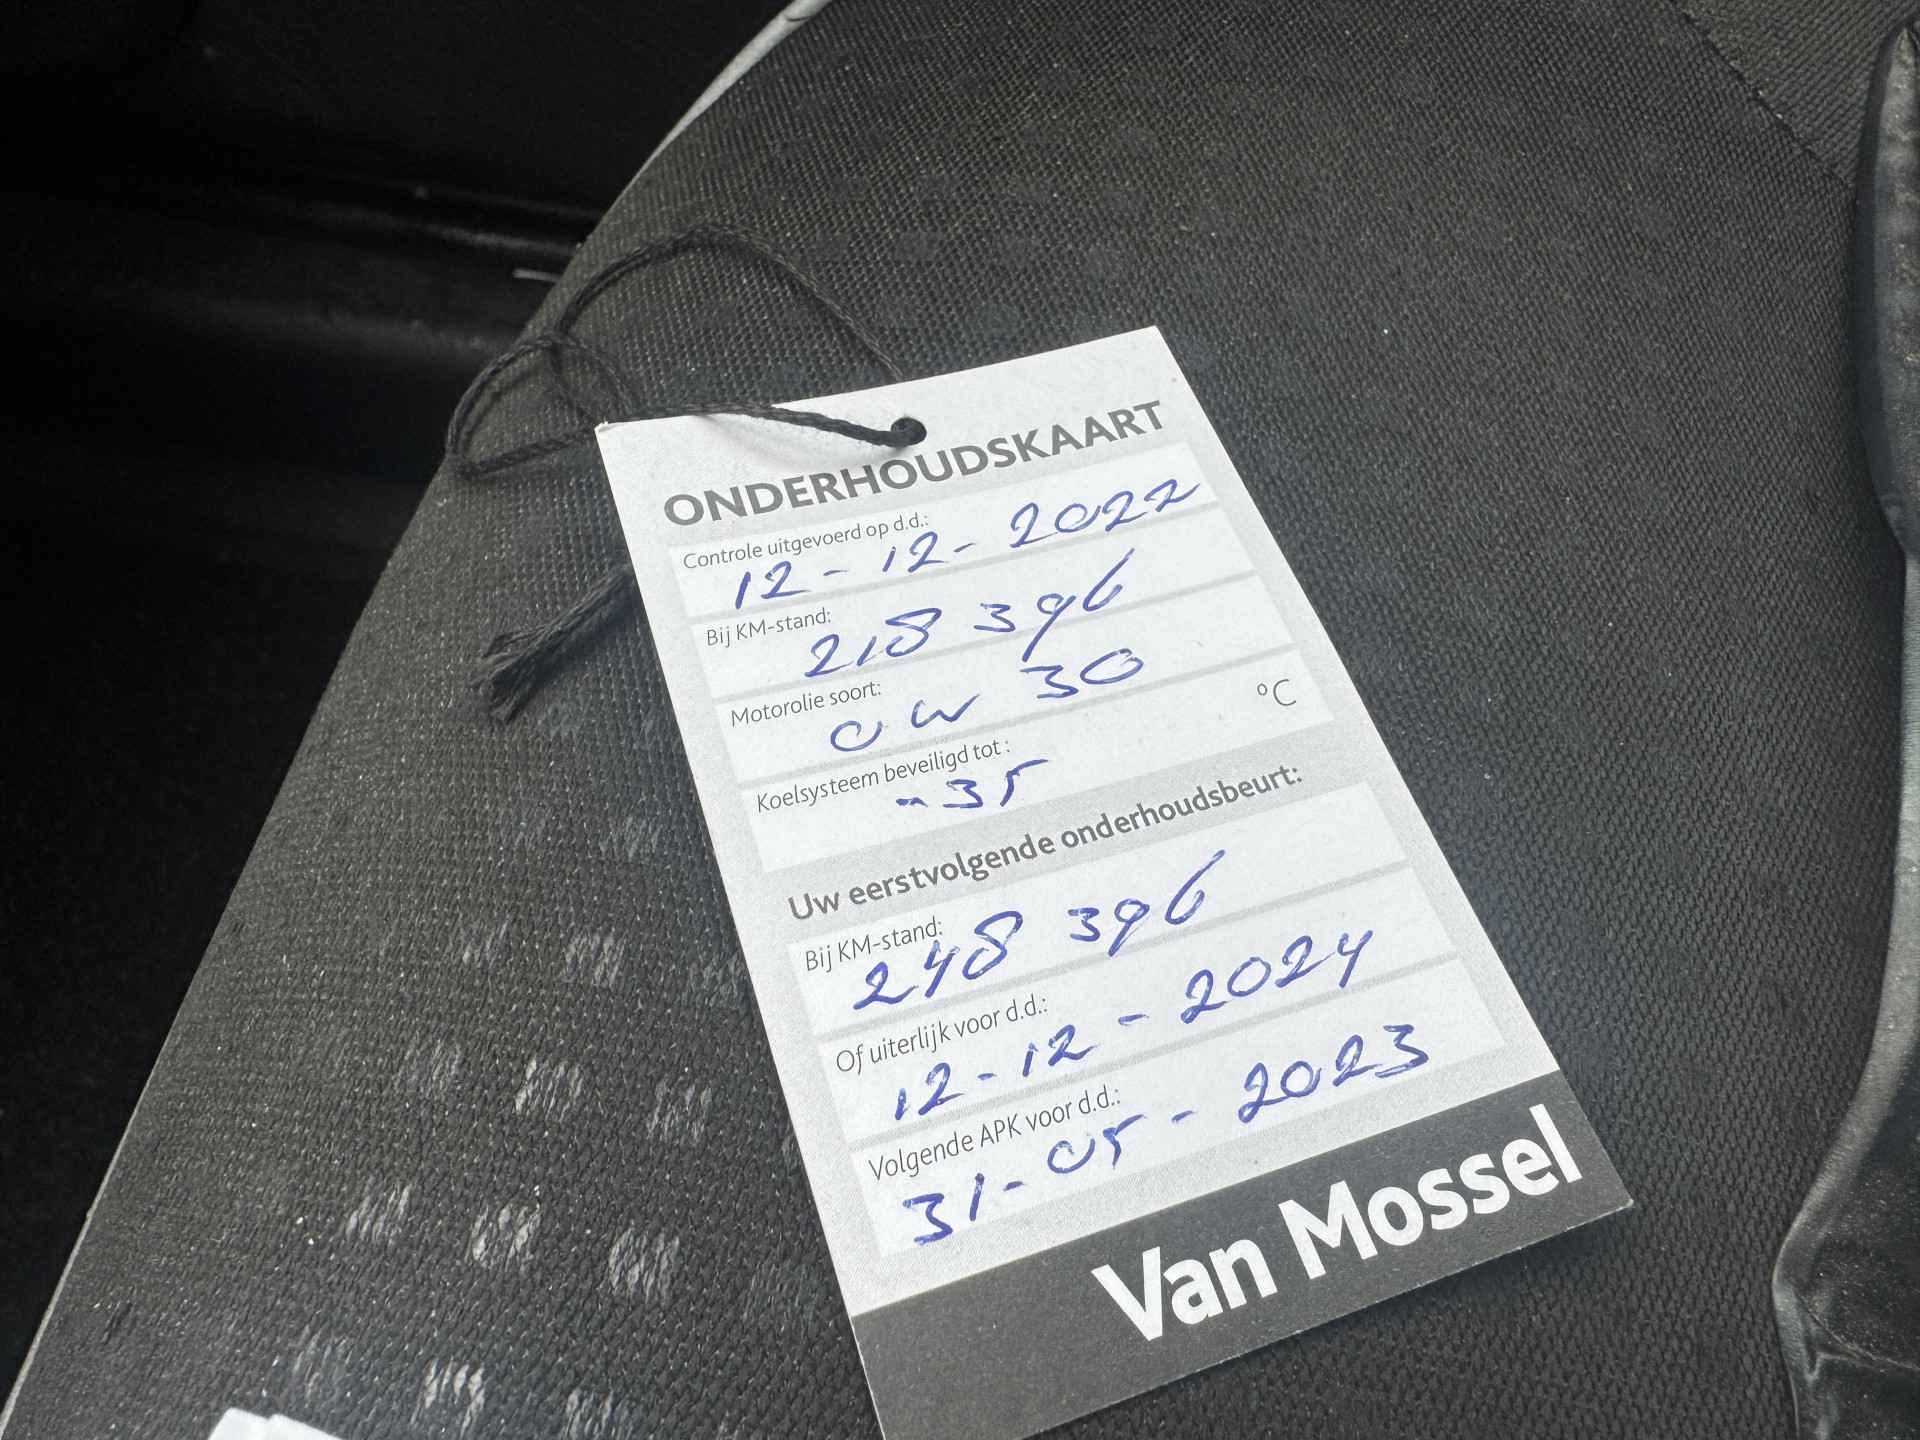 ONDERHOUDSKAART
Controle uitgevoerd op d.d.:
12-12-2022
Bij KM-stand:
218 396
Motorolie soort:
0W 30
Koelsysteem beveiligd tot :
-35
°C
Uw eerstvolgende onderhoudsbeurt:
Bij KM-stand:
248 396
Of uiterlijk voor d.d.:
12-12-2024
Volgende APK voor d.d.:
31-05-2023
Van Mossel